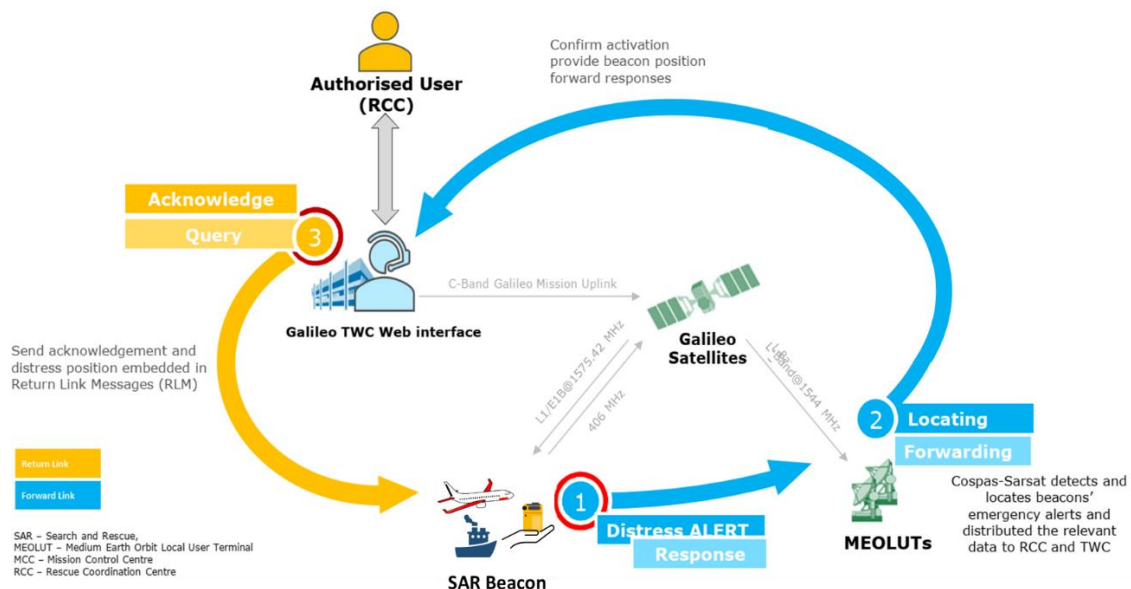 Confirm activation
provide beacon position
forward responses
Authorised User
(RCC)
Acknowledge
Query
3
C-Band Galileo Mission Uplink
Galileo TWC Web interface
Galileo
Satellites
Send acknowledgement and
distress position embedded in
Return Link Messages (RLM)
L1/E1B@1575.42 MHz
406 MHz
L-Band@1544 MHz
2
Locating
Forwarding
Return Link
Forward Link
1
Distress ALERT
Response
MEOLUTs
Cospas-Sarsat detects and
locates beacons'
emergency alerts and
distributed the relevant
data to RCC and TWC
SAR – Search and Rescue,
MEOLUT – Medium Earth Orbit Local User Terminal
MCC – Mission Control Centre
RCC – Rescue Coordination Centre
SAR Beacon